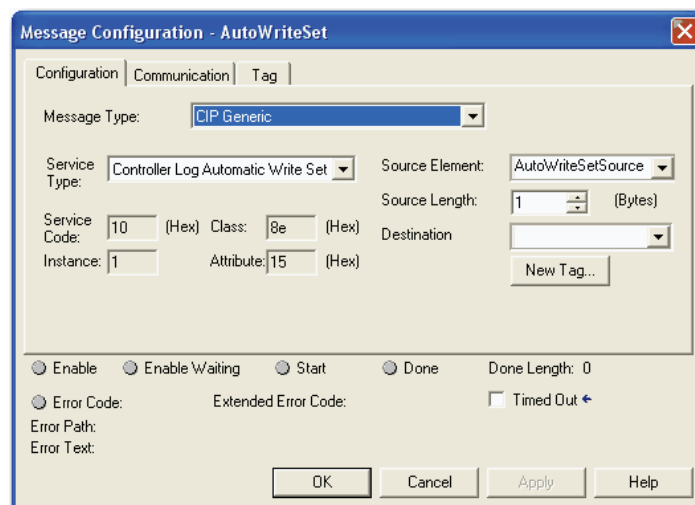 Message Configuration - AutoWriteSet
Configuration Communication Tag
Message Type: CIP Generic
Service Type: Controller Log Automatic Write Set
Source Element: AutoWriteSetSource
Source Length: 1 (Bytes)
Service Code: 10 (Hex) Class: 8e (Hex)
Destination
Instance: 1 Attribute: 15 (Hex)
New Tag...
Enable Enable Waiting Start Done Done Length: 0
Error Code: Extended Error Code: Timed Out
Error Path:
Error Text:
OK Cancel Apply Help